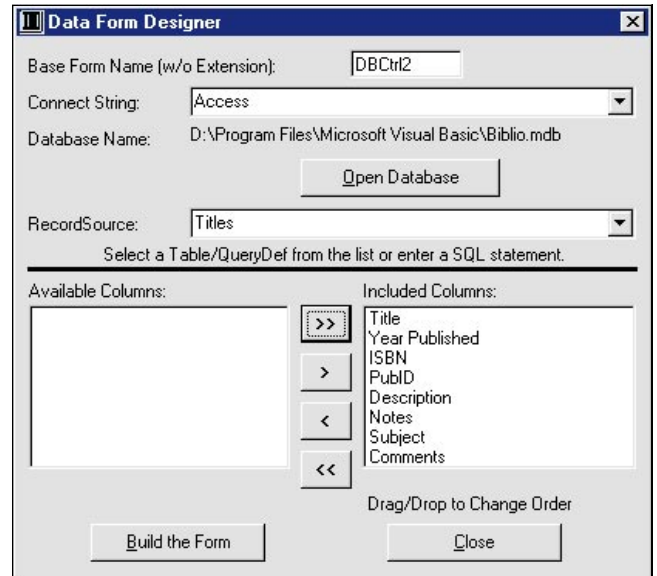 Data Form Designer
Base Form Name (w/o Extension): DBCtrl2
Connect String: Access
Database Name: D:\Program Files\Microsoft Visual Basic\Biblio.mdb
Open Database
RecordSource: Titles
Select a Table/QueryDef from the list or enter a SQL statement.
Available Columns:
>>
>
<
<<
Included Columns:
Title
Year Published
ISBN
PubID
Description
Notes
Subject
Comments
Drag/Drop to Change Order
Build the Form
Close